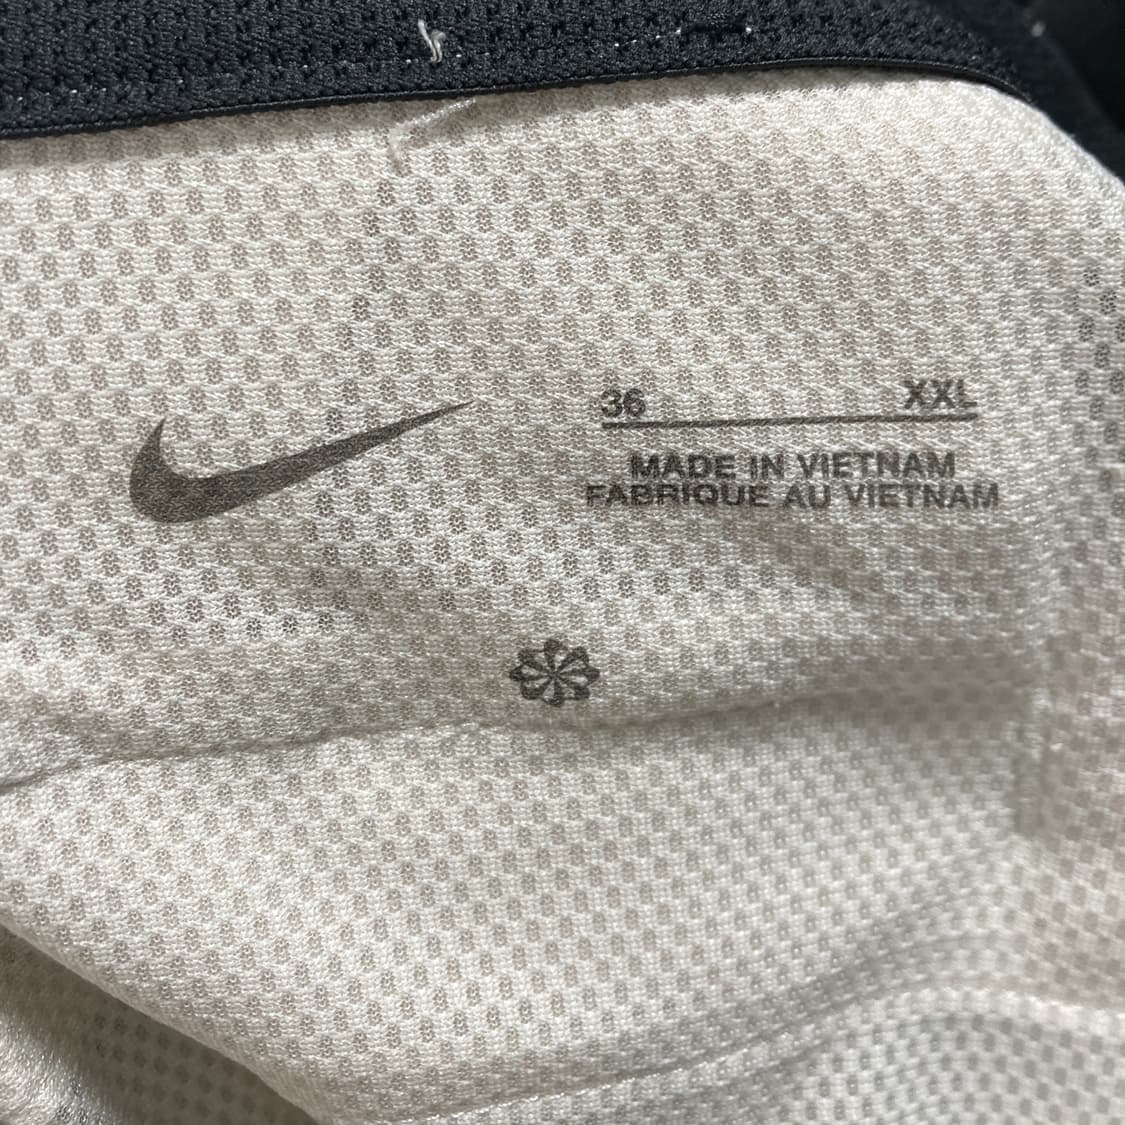 36 XXL
MADE IN VIETNAM
FABRIQUE AU VIETNAM